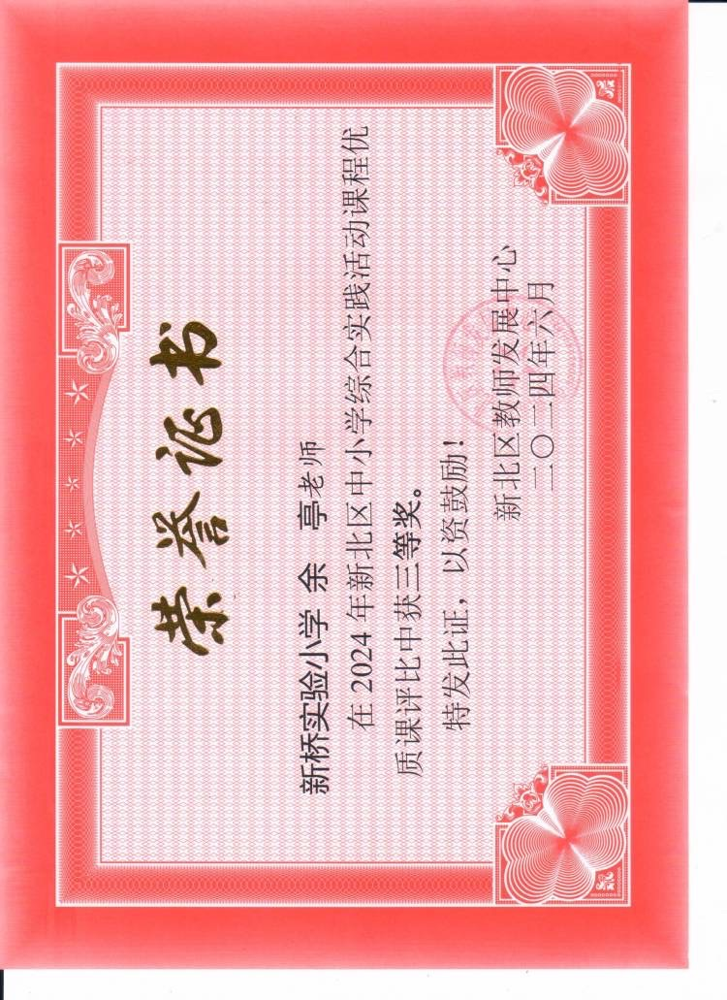 荣誉证书
新桥实验小学 余 亭老师
在 2024 年新北区中小学综合实践活动课程优
质课评比中获三等奖。
特发此证，以资鼓励！
新北区教师发展中心
二〇二四年六月